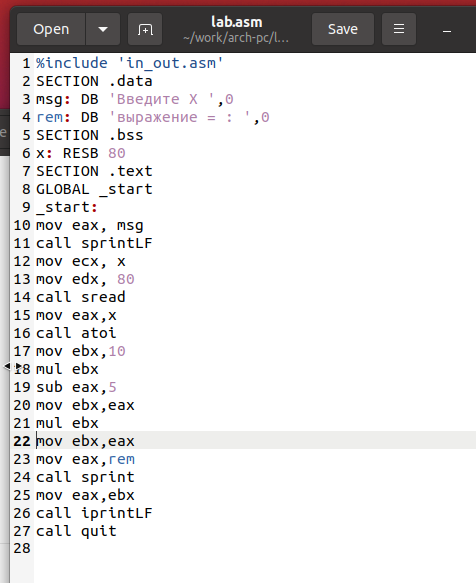 Open
lab.asm
~/work/arch-pc/l...
Save
1 %include 'in_out.asm'
2 SECTION .data
3 msg: DB 'Введите X ',0
4 rem: DB 'выражение = : ',0
5 SECTION .bss
6 x: RESB 80
7 SECTION .text
8 GLOBAL _start
9 _start:
10 mov eax, msg
11 call sprintLF
12 mov ecx, x
13 mov edx, 80
14 call sread
15 mov eax,x
16 call atoi
17 mov ebx,10
18 mul ebx
19 sub eax,5
20 mov ebx,eax
21 mul ebx
22 mov ebx,eax
23 mov eax,rem
24 call sprint
25 mov eax,ebx
26 call iprintLF
27 call quit
28